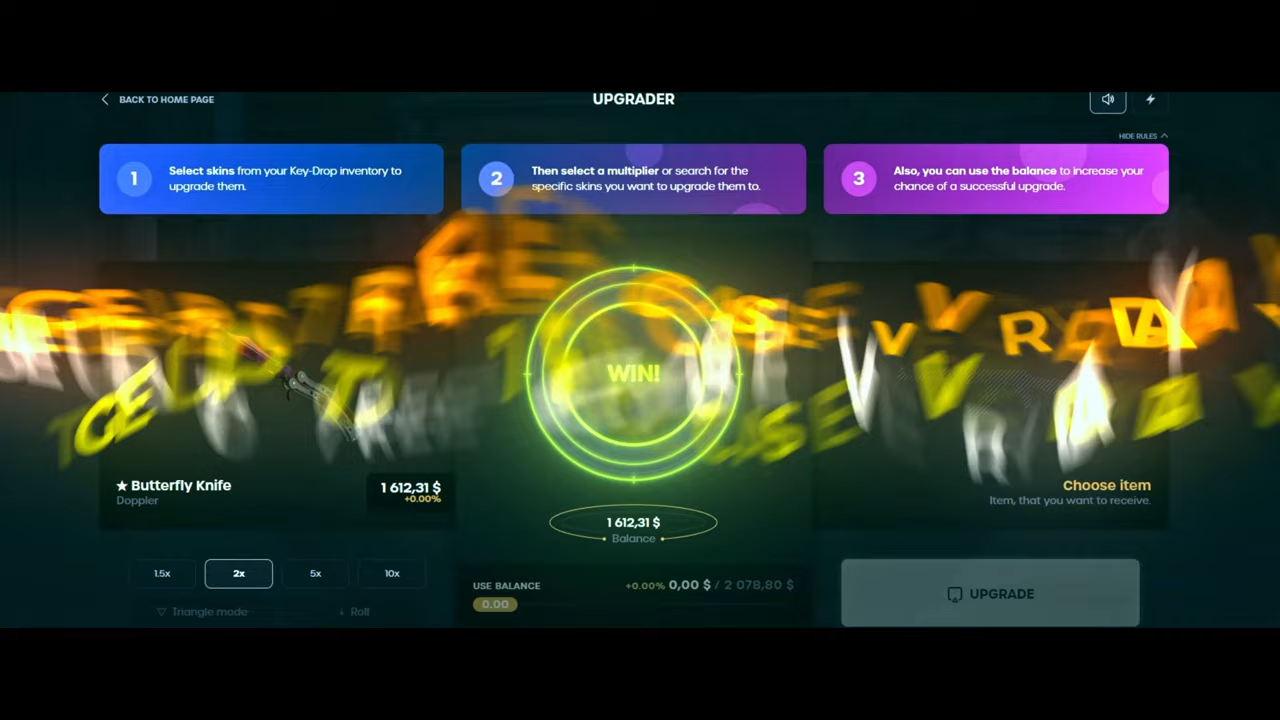 BACK TO HOME PAGE
UPGRADER
HIDE RULES
1
Select skins from your Key-Drop inventory to
upgrade them.
2
Then select a multiplier or search for the
specific skins you want to upgrade them to.
3
Also, you can use the balance to increase your
chance of a successful upgrade.
WIN!
★ Butterfly Knife
Doppler
1 612,31 $
+0.00%
Choose item
Item, that you want to receive.
1 612,31 $
Balance
1.5x
2x
5x
10x
USE BALANCE
+0.00% 0,00 $ / 2 078,80 $
0.00
UPGRADE
Triangle mode
Roll